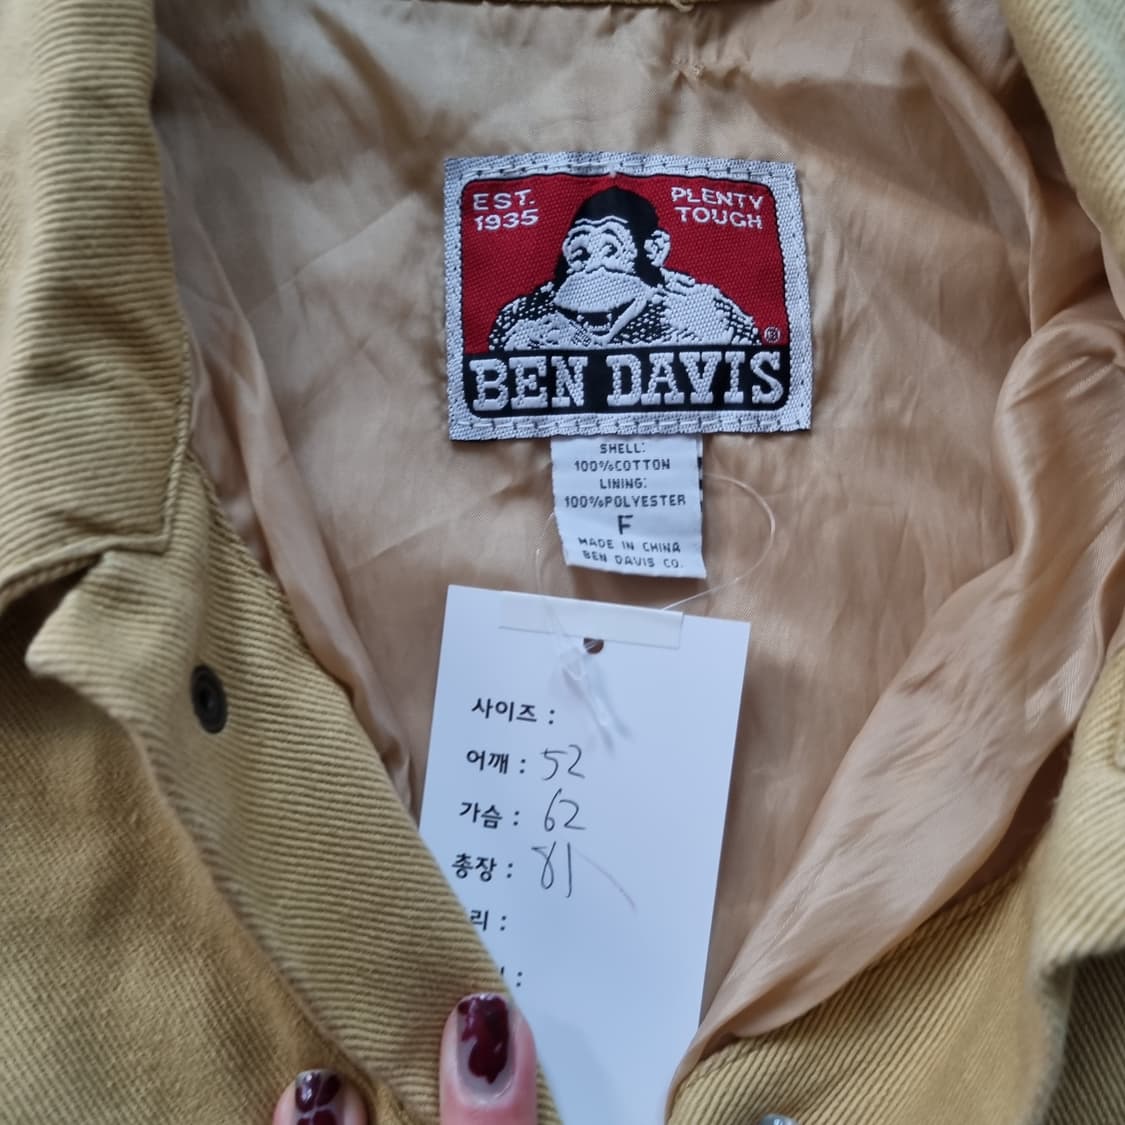 EST. 1935
PLENTY TOUGH
BEN DAVIS
SHELL:
100%COTTON
LINING:
100%POLYESTER
F
MADE IN CHINA
BEN DAVIS CO.
사이즈 :
어깨 : 52
가슴 : 62
총장 : 81
리 :
: